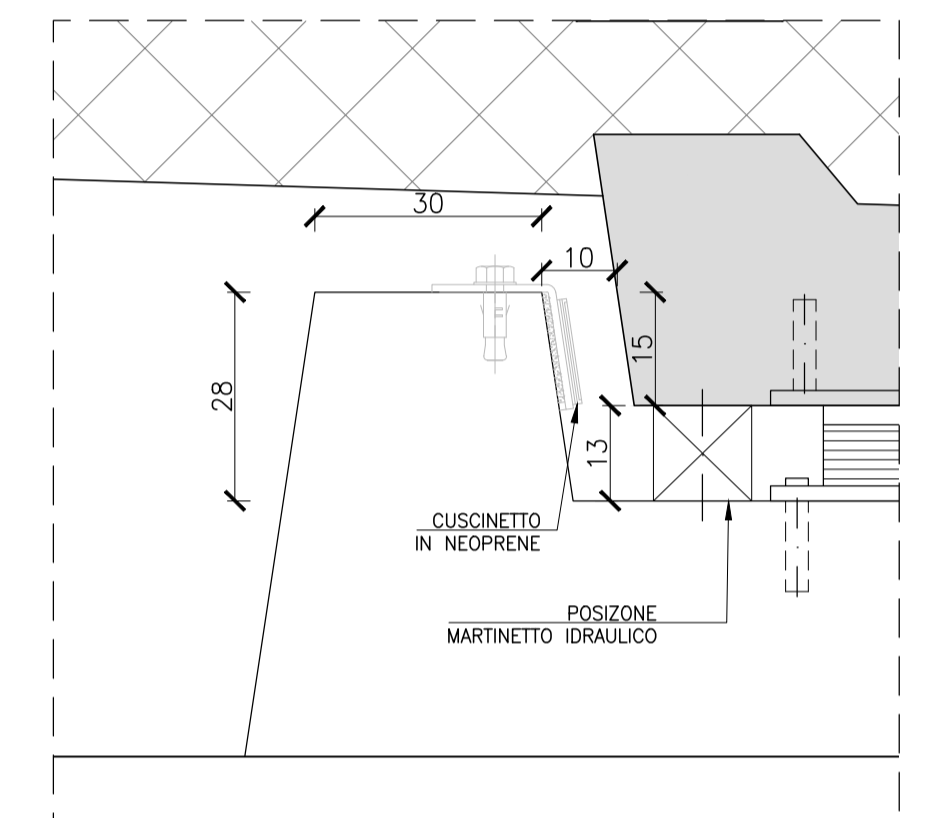 30
10
15
28
13
CUSCINETTO
IN NEOPRENE
POSIZONE
MARTINETTO IDRAULICO